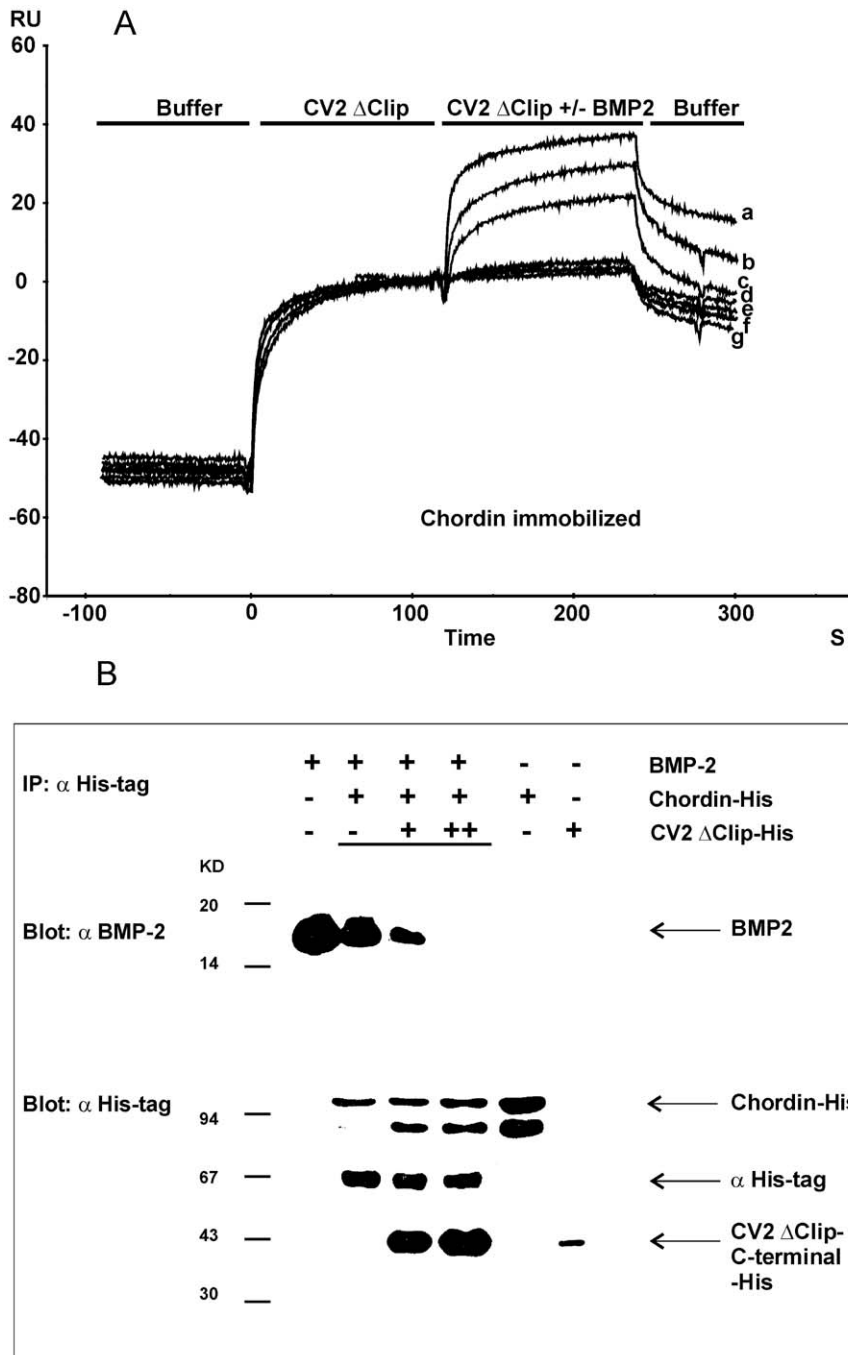 A
RU
60
40
20
0
-20
-40
-60
-80
Buffer CV2 ΔClip CV2 ΔClip +/- BMP2 Buffer
a
b
c
d
e
f
g
Chordin immobilized
-100 0 100 200 300
Time S
B
IP: α His-tag
+ + + + - - BMP-2
- + + + + - Chordin-His
- - + ++ - + CV2 ΔClip-His
KD
20
Blot: α BMP-2 BMP2
14
Blot: α His-tag Chordin-His
94
67 α His-tag
43 CV2 ΔClip-
C-terminal
-His
30